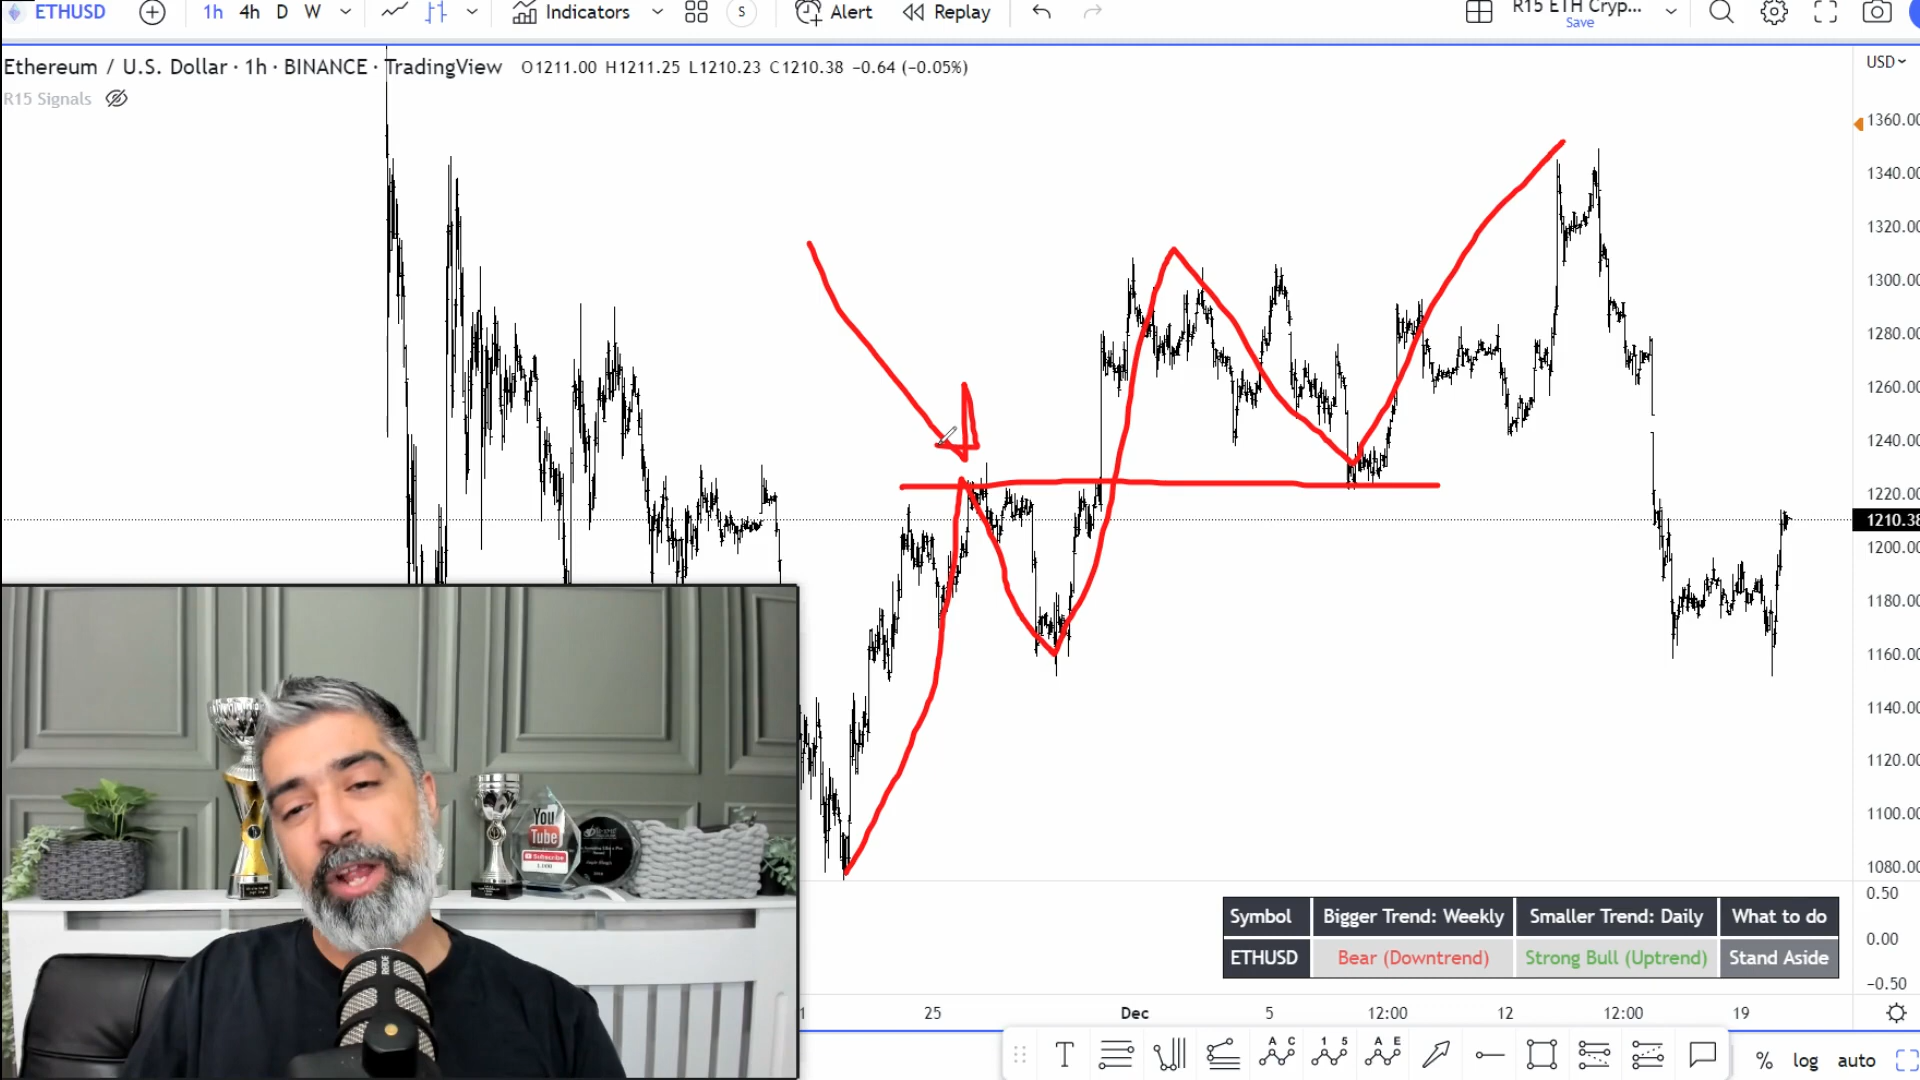 ETHUSD 1h 4h D W Indicators S Alert Replay R15 ETH Cryp...
Save
Ethereum / U.S. Dollar · 1h · BINANCE · TradingView O1211.00 H1211.25 L1210.23 C1210.38 −0.64 (−0.05%)
USD
R15 Signals
1360.00
1340.00
1320.00
1300.00
1280.00
1260.00
1240.00
1220.00
1210.38
1200.00
1180.00
1160.00
1140.00
1120.00
1100.00
1080.00
0.50
0.00
−0.50
You
Tube
Subscribe
RØDE
Symbol Bigger Trend: Weekly Smaller Trend: Daily What to do
ETHUSD Bear (Downtrend) Strong Bull (Uptrend) Stand Aside
1 25 Dec 5 12:00 12 12:00 19
T A C 1 5 A E % log auto